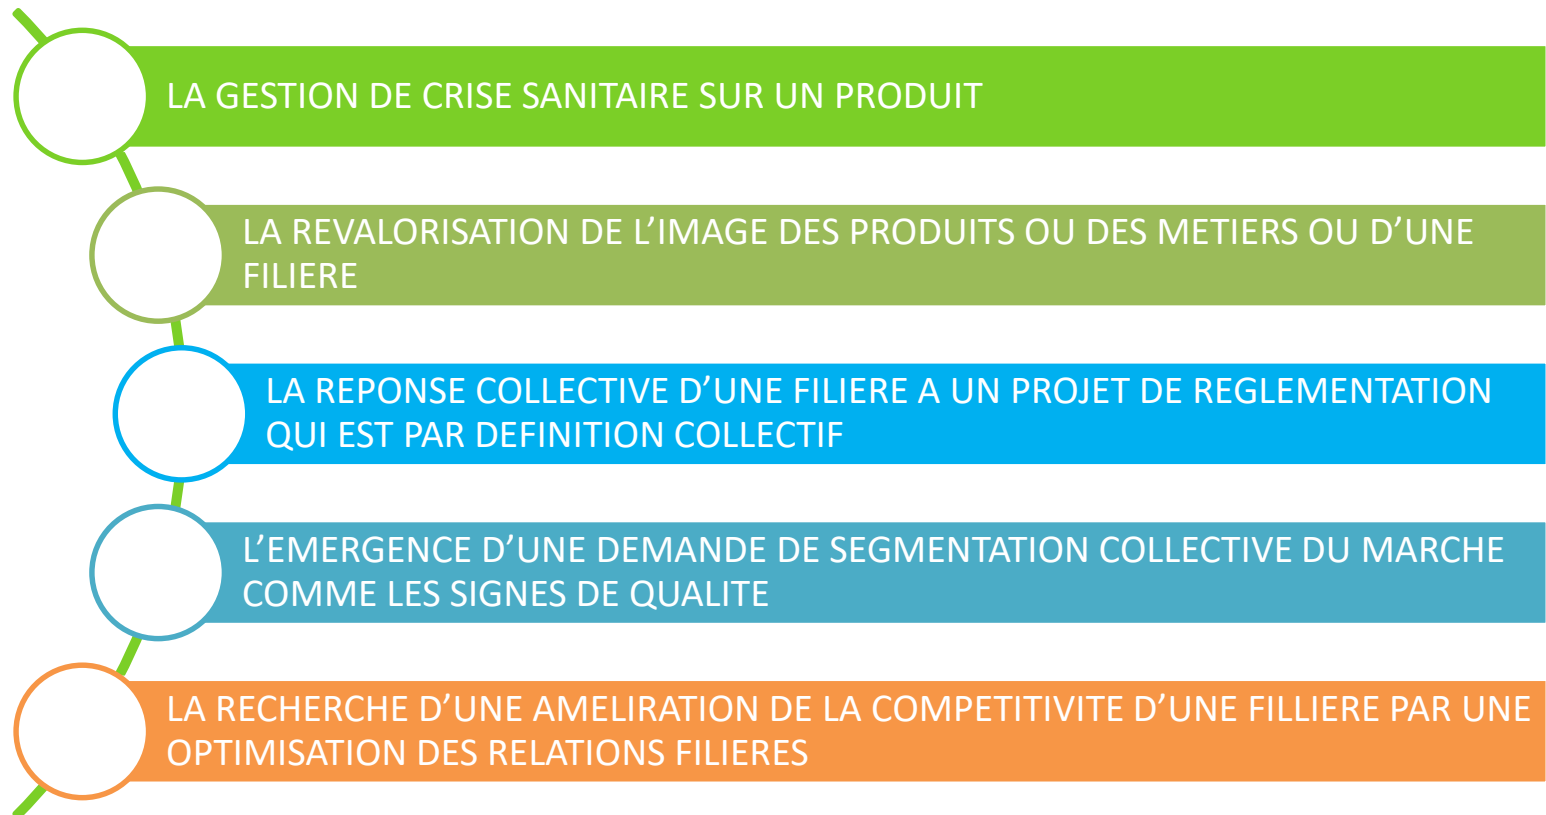 LA GESTION DE CRISE SANITAIRE SUR UN PRODUIT
LA REVALORISATION DE L’IMAGE DES PRODUITS OU DES METIERS OU D’UNE
FILIERE
LA REPONSE COLLECTIVE D’UNE FILIERE A UN PROJET DE REGLEMENTATION
QUI EST PAR DEFINITION COLLECTIF
L’EMERGENCE D’UNE DEMANDE DE SEGMENTATION COLLECTIVE DU MARCHE
COMME LES SIGNES DE QUALITE
LA RECHERCHE D’UNE AMELIRATION DE LA COMPETITIVITE D’UNE FILLIERE PAR UNE
OPTIMISATION DES RELATIONS FILIERES